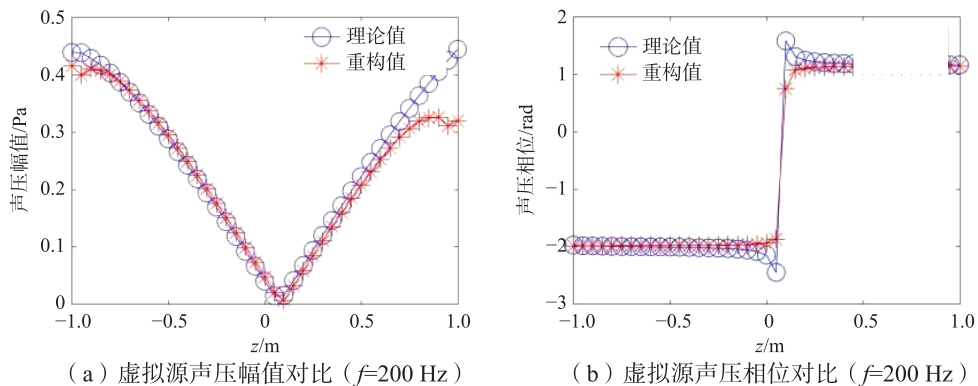 0.5
0.4
0.3
0.2
0.1
0
声压幅值/Pa
理论值
重构值
−1.0 −0.5 0 0.5 1.0
z/m
(a)虚拟源声压幅值对比(f=200 Hz)
2
1
0
−1
−2
−3
声压相位/rad
理论值
重构值
−1.0 −0.5 0 0.5 1.0
z/m
(b)虚拟源声压相位对比(f=200 Hz)